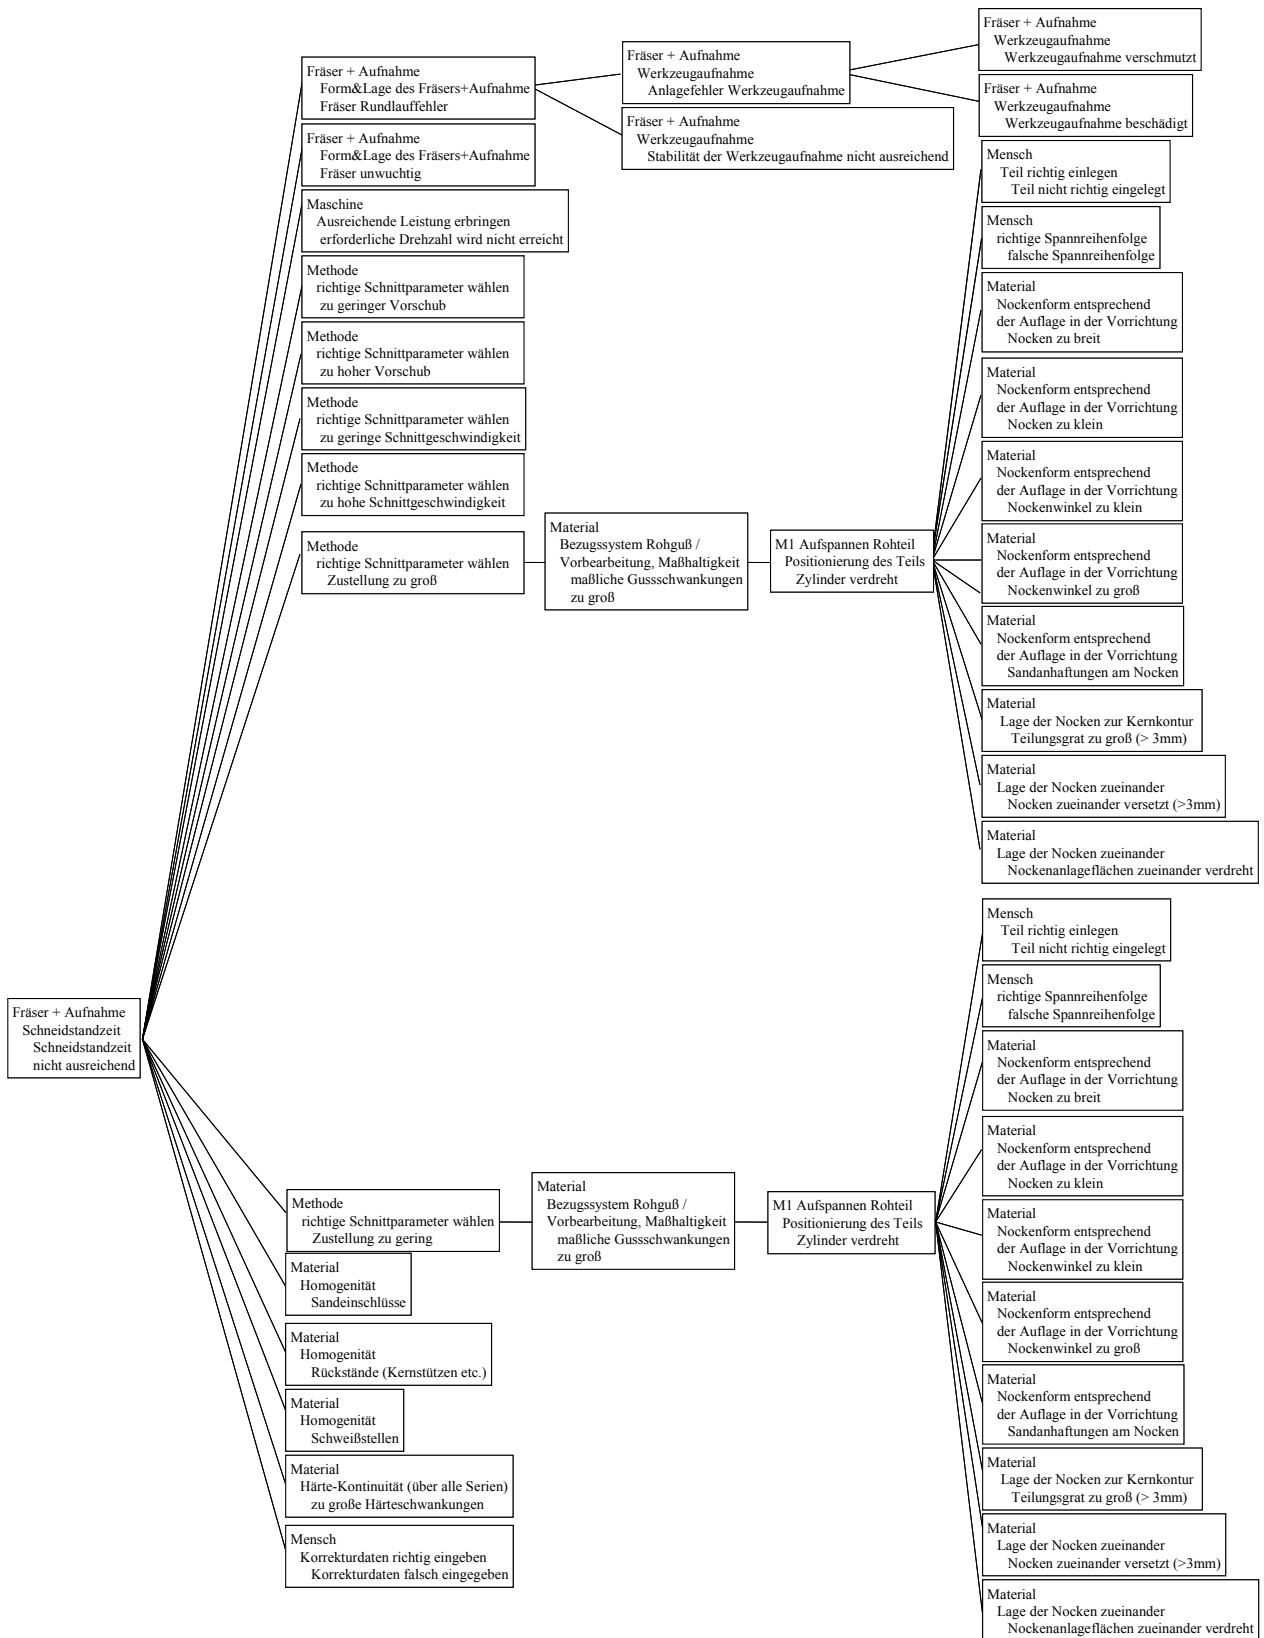 Fräser + Aufnahme
Schneidstandzeit
Schneidstandzeit
nicht ausreichend
Fräser + Aufnahme
Form&Lage des Fräsers+Aufnahme
Fräser Rundlauffehler
Fräser + Aufnahme
Form&Lage des Fräsers+Aufnahme
Fräser unwuchtig
Maschine
Ausreichende Leistung erbringen
erforderliche Drehzahl wird nicht erreicht
Methode
richtige Schnittparameter wählen
zu geringer Vorschub
Methode
richtige Schnittparameter wählen
zu hoher Vorschub
Methode
richtige Schnittparameter wählen
zu geringe Schnittgeschwindigkeit
Methode
richtige Schnittparameter wählen
zu hohe Schnittgeschwindigkeit
Methode
richtige Schnittparameter wählen
Zustellung zu groß
Methode
richtige Schnittparameter wählen
Zustellung zu gering
Material
Homogenität
Sandeinschlüsse
Material
Homogenität
Rückstände (Kernstützen etc.)
Material
Homogenität
Schweißstellen
Material
Härte-Kontinuität (über alle Serien)
zu große Härteschwankungen
Mensch
Korrekturdaten richtig eingeben
Korrekturdaten falsch eingegeben
Fräser + Aufnahme
Werkzeugaufnahme
Anlagefehler Werkzeugaufnahme
Fräser + Aufnahme
Werkzeugaufnahme
Stabilität der Werkzeugaufnahme nicht ausreichend
Material
Bezugssystem Rohguß /
Vorbearbeitung, Maßhaltigkeit
maßliche Gussschwankungen
zu groß
Material
Bezugssystem Rohguß /
Vorbearbeitung, Maßhaltigkeit
maßliche Gussschwankungen
zu groß
M1 Aufspannen Rohteil
Positionierung des Teils
Zylinder verdreht
M1 Aufspannen Rohteil
Positionierung des Teils
Zylinder verdreht
Fräser + Aufnahme
Werkzeugaufnahme
Werkzeugaufnahme verschmutzt
Fräser + Aufnahme
Werkzeugaufnahme
Werkzeugaufnahme beschädigt
Mensch
Teil richtig einlegen
Teil nicht richtig eingelegt
Mensch
richtige Spannreihenfolge
falsche Spannreihenfolge
Material
Nockenform entsprechend
der Auflage in der Vorrichtung
Nocken zu breit
Material
Nockenform entsprechend
der Auflage in der Vorrichtung
Nocken zu klein
Material
Nockenform entsprechend
der Auflage in der Vorrichtung
Nockenwinkel zu klein
Material
Nockenform entsprechend
der Auflage in der Vorrichtung
Nockenwinkel zu groß
Material
Nockenform entsprechend
der Auflage in der Vorrichtung
Sandanhaftungen am Nocken
Material
Lage der Nocken zur Kernkontur
Teilungsgrat zu groß (> 3mm)
Material
Lage der Nocken zueinander
Nocken zueinander versetzt (>3mm)
Material
Lage der Nocken zueinander
Nockenanlageflächen zueinander verdreht
Mensch
Teil richtig einlegen
Teil nicht richtig eingelegt
Mensch
richtige Spannreihenfolge
falsche Spannreihenfolge
Material
Nockenform entsprechend
der Auflage in der Vorrichtung
Nocken zu breit
Material
Nockenform entsprechend
der Auflage in der Vorrichtung
Nocken zu klein
Material
Nockenform entsprechend
der Auflage in der Vorrichtung
Nockenwinkel zu klein
Material
Nockenform entsprechend
der Auflage in der Vorrichtung
Nockenwinkel zu groß
Material
Nockenform entsprechend
der Auflage in der Vorrichtung
Sandanhaftungen am Nocken
Material
Lage der Nocken zur Kernkontur
Teilungsgrat zu groß (> 3mm)
Material
Lage der Nocken zueinander
Nocken zueinander versetzt (>3mm)
Material
Lage der Nocken zueinander
Nockenanlageflächen zueinander verdreht